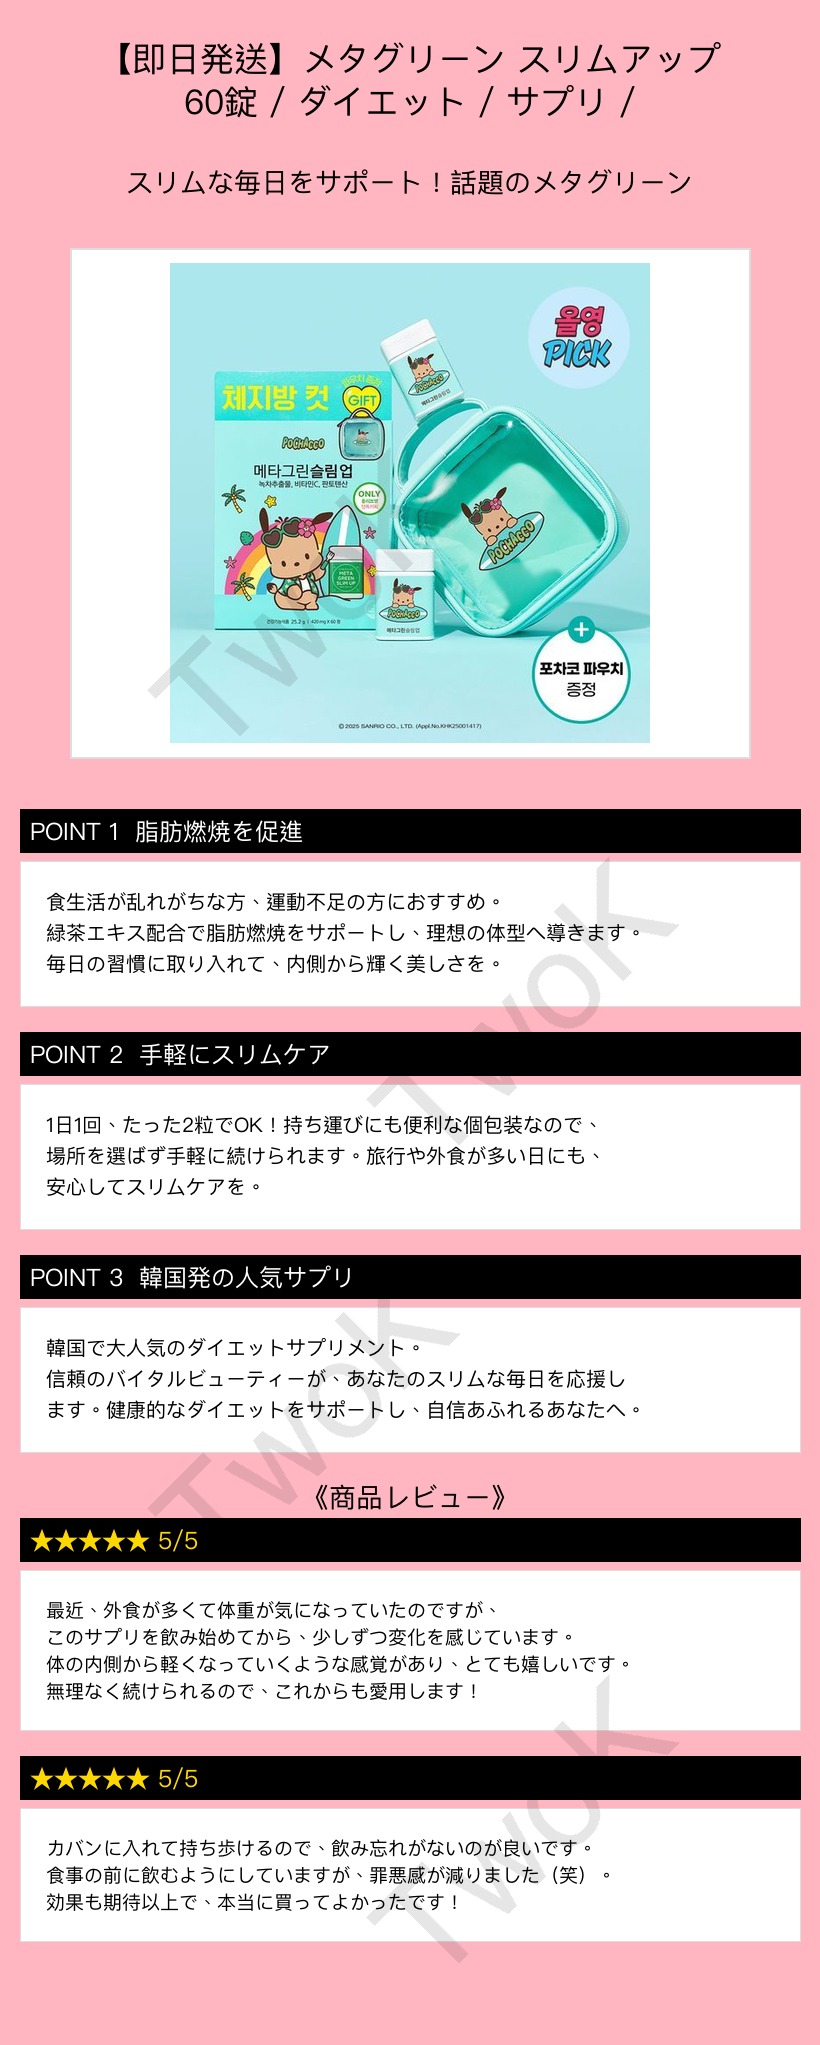 【即日発送】メタグリーン スリムアップ
60錠 / ダイエット / サプリ /
スリムな毎日をサポート！話題のメタグリーン
올영
PICK
체지방 컷
파우치 증정
GIFT
POCHACCO
메타그린슬림업
녹차추출물, 비타민C, 판토텐산
ONLY
META
GREEN
SLIM UP
건강기능식품 25.2 g | 420 mg X 60 정
POCHACCO
메타그린슬림업
POCHACCO
메타그린슬림업
POCHACCO
+
포차코 파우치
증정
© 2025 SANRIO CO., LTD. (Appl.No.KHK25001417)
TwoK
POINT 1 脂肪燃焼を促進
食生活が乱れがちな方、運動不足の方におすすめ。
緑茶エキス配合で脂肪燃焼をサポートし、理想の体型へ導きます。
毎日の習慣に取り入れて、内側から輝く美しさを。
TwoK
POINT 2 手軽にスリムケア
1日1回、たった2粒でOK！持ち運びにも便利な個包装なので、
場所を選ばず手軽に続けられます。旅行や外食が多い日にも、
安心してスリムケアを。
POINT 3 韓国発の人気サプリ
韓国で大人気のダイエットサプリメント。
信頼のバイタルビューティーが、あなたのスリムな毎日を応援し
ます。健康的なダイエットをサポートし、自信あふれるあなたへ。
TwoK
《商品レビュー》
★★★★★ 5/5
最近、外食が多くて体重が気になっていたのですが、
このサプリを飲み始めてから、少しずつ変化を感じています。
体の内側から軽くなっていくような感覚があり、とても嬉しいです。
無理なく続けられるので、これからも愛用します！
★★★★★ 5/5
カバンに入れて持ち歩けるので、飲み忘れがないのが良いです。
食事の前に飲むようにしていますが、罪悪感が減りました（笑）。
効果も期待以上で、本当に買ってよかったです！
TwoK